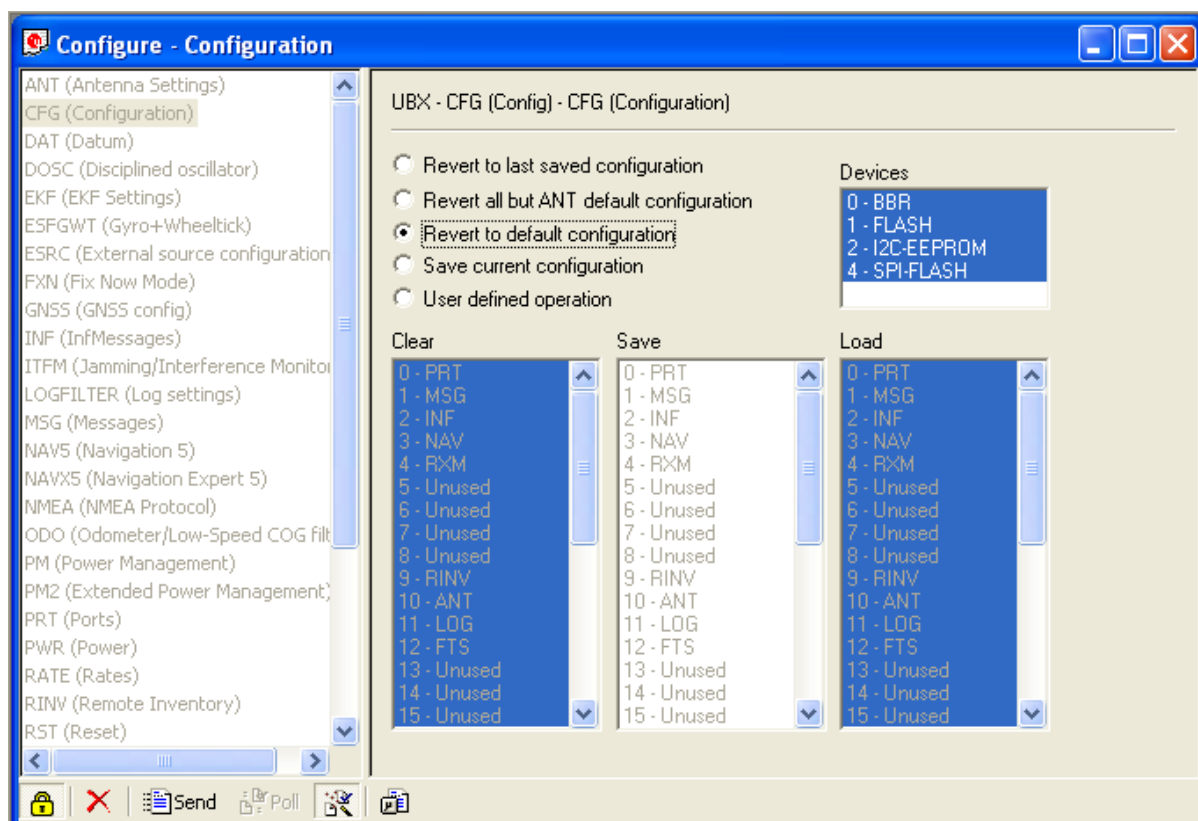 Configure - Configuration
ANT (Antenna Settings)
CFG (Configuration)
DAT (Datum)
DOSC (Disciplined oscillator)
EKF (EKF Settings)
ESFGWT (Gyro+Wheeltick)
ESRC (External source configuration
FXN (Fix Now Mode)
GNSS (GNSS config)
INF (InfMessages)
ITFM (Jamming/Interference Monitor
LOGFILTER (Log settings)
MSG (Messages)
NAV5 (Navigation 5)
NAVX5 (Navigation Expert 5)
NMEA (NMEA Protocol)
ODO (Odometer/Low-Speed COG filt
PM (Power Management)
PM2 (Extended Power Management)
PRT (Ports)
PWR (Power)
RATE (Rates)
RINV (Remote Inventory)
RST (Reset)
UBX - CFG (Config) - CFG (Configuration)
Revert to last saved configuration
Revert all but ANT default configuration
Revert to default configuration
Save current configuration
User defined operation
Devices
0 - BBR
1 - FLASH
2 - I2C-EEPROM
4 - SPI-FLASH
Clear
0 - PRT
1 - MSG
2 - INF
3 - NAV
4 - RXM
5 - Unused
6 - Unused
7 - Unused
8 - Unused
9 - RINV
10 - ANT
11 - LOG
12 - FTS
13 - Unused
14 - Unused
15 - Unused
Save
0 - PRT
1 - MSG
2 - INF
3 - NAV
4 - RXM
5 - Unused
6 - Unused
7 - Unused
8 - Unused
9 - RINV
10 - ANT
11 - LOG
12 - FTS
13 - Unused
14 - Unused
15 - Unused
Load
0 - PRT
1 - MSG
2 - INF
3 - NAV
4 - RXM
5 - Unused
6 - Unused
7 - Unused
8 - Unused
9 - RINV
10 - ANT
11 - LOG
12 - FTS
13 - Unused
14 - Unused
15 - Unused
Send
Poll